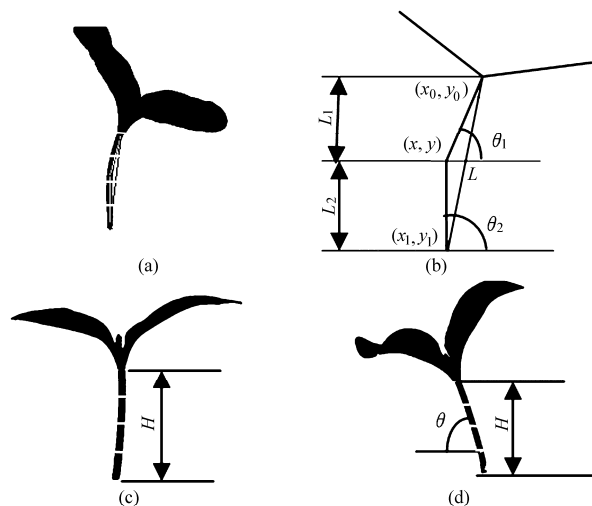 (x₀, y₀)
L₁
θ₁
(x, y)
L
L₂
θ₂
(x₁, y₁)
(a)
(b)
H
θ
H
(c)
(d)